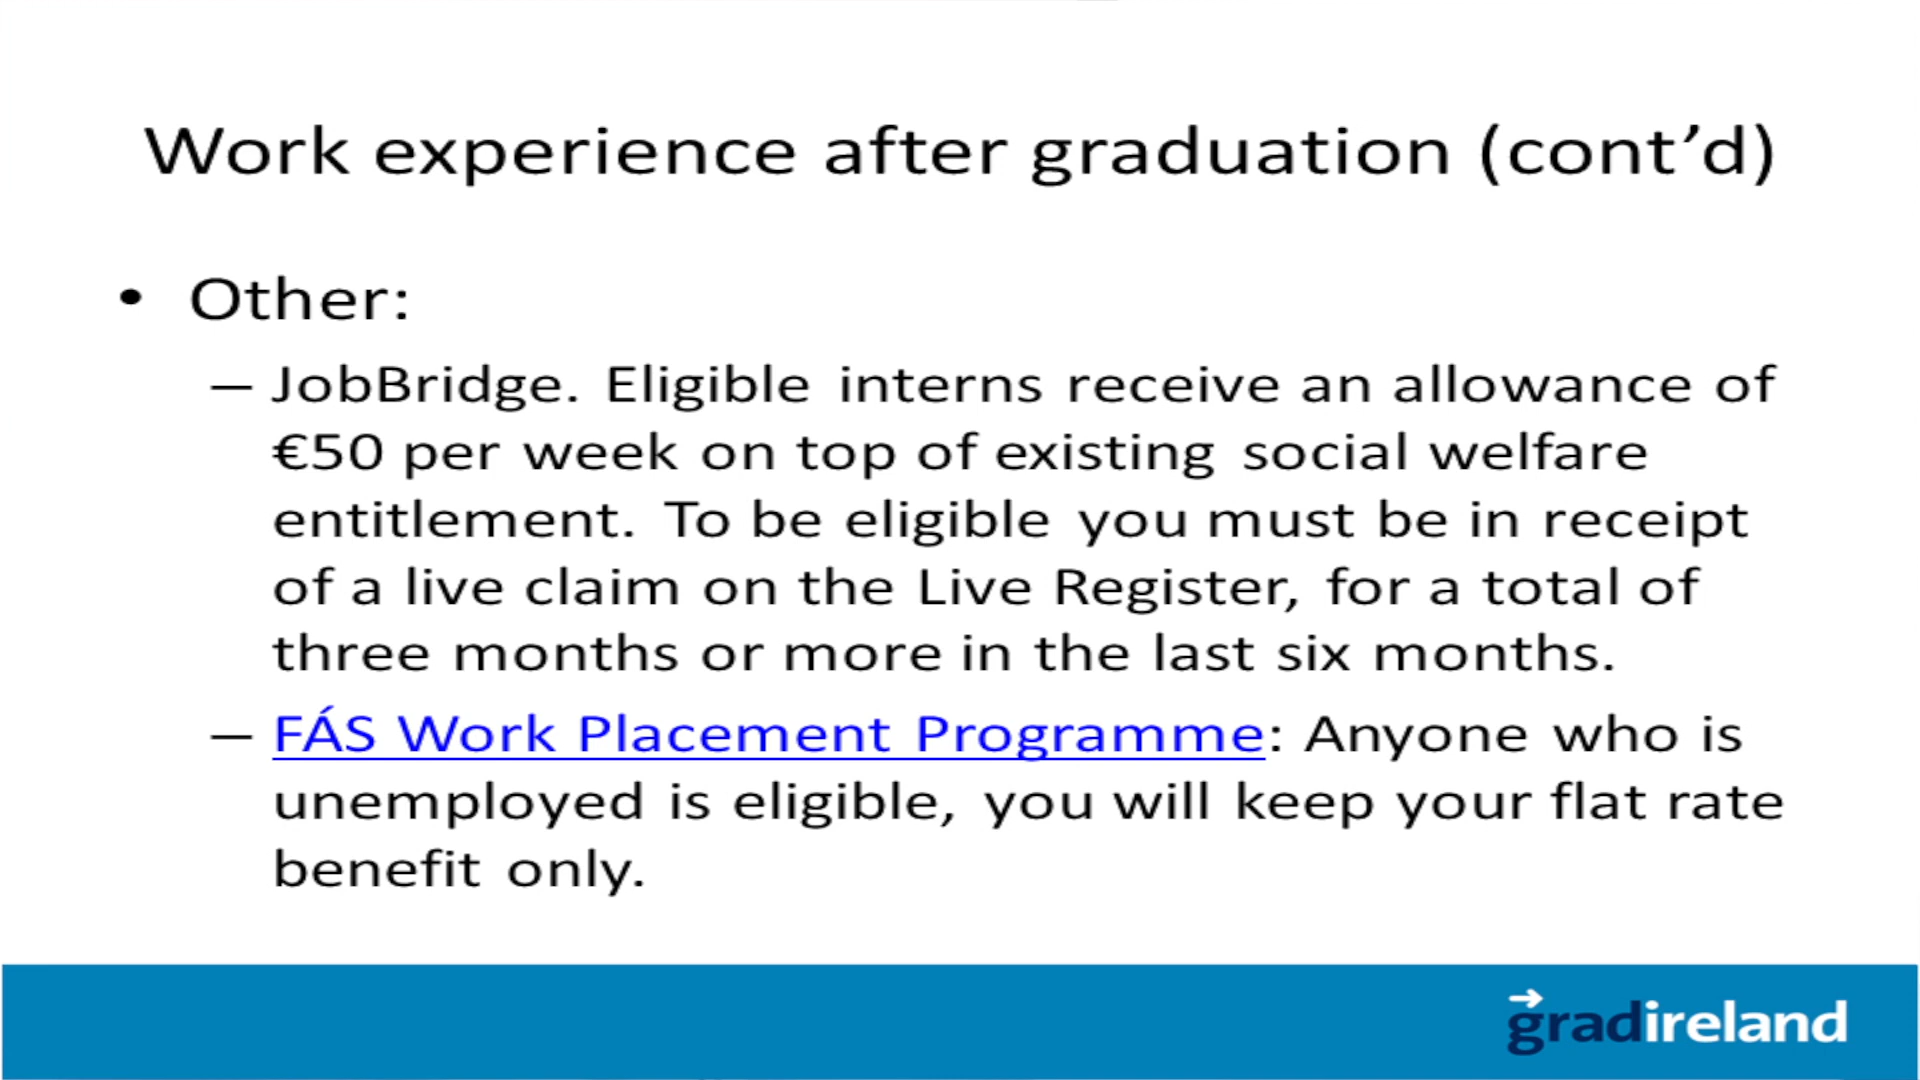 Work experience after graduation (cont’d)
• Other:
– JobBridge. Eligible interns receive an allowance of
€50 per week on top of existing social welfare
entitlement. To be eligible you must be in receipt
of a live claim on the Live Register, for a total of
three months or more in the last six months.
– FÁS Work Placement Programme: Anyone who is
unemployed is eligible, you will keep your flat rate
benefit only.
gradireland